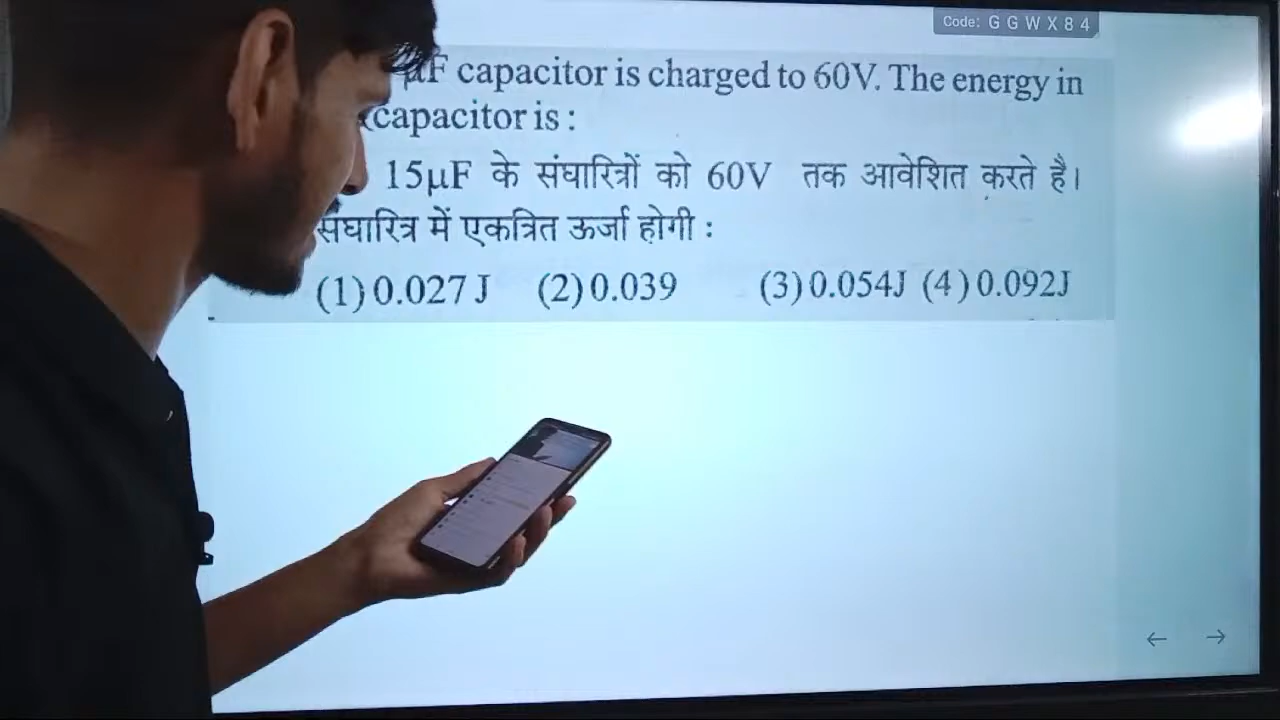 Code: G G W X 8 4
μF capacitor is charged to 60V. The energy in
capacitor is :
15μF के संघारित्रों को 60V तक आवेशित करते है।
संघारित्र में एकत्रित ऊर्जा होगी :
(1) 0.027 J (2) 0.039 (3) 0.054J (4) 0.092J